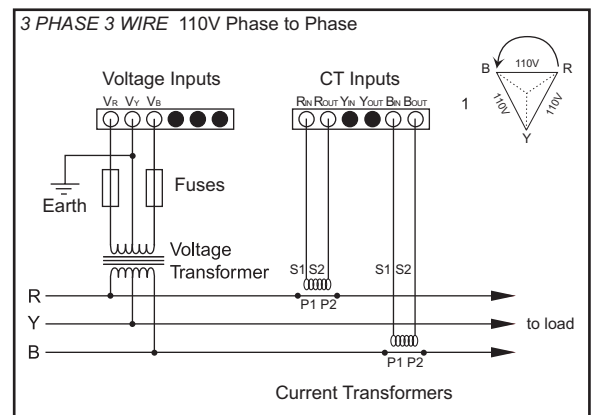 3 PHASE 3 WIRE 110V Phase to Phase
Voltage Inputs
CT Inputs
VR VY VB
RIN ROUT YIN YOUT BIN BOUT
1
B
110V
R
110V
110V
Y
Fuses
Earth
Voltage
Transformer
S1 S2
S1 S2
R
P1 P2
Y
to load
B
P1 P2
Current Transformers